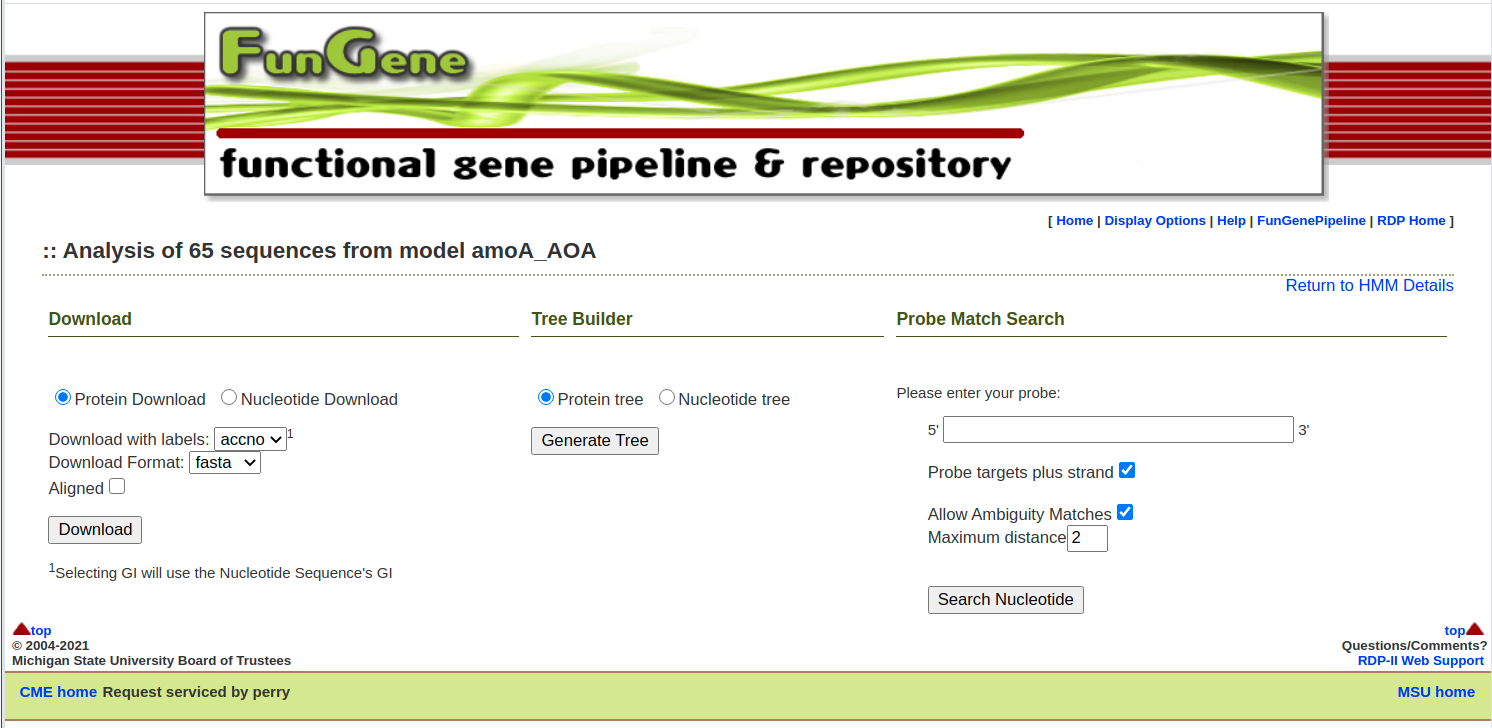 FunGene
functional gene pipeline & repository
[ Home | Display Options | Help | FunGenePipeline | RDP Home ]
:: Analysis of 65 sequences from model amoA_AOA
Return to HMM Details
Download
Protein Download Nucleotide Download
Download with labels: accno 1
Download Format: fasta
Aligned
Download
1Selecting GI will use the Nucleotide Sequence's GI
Tree Builder
Protein tree Nucleotide tree
Generate Tree
Probe Match Search
Please enter your probe:
5' 3'
Probe targets plus strand
Allow Ambiguity Matches
Maximum distance 2
Search Nucleotide
top
© 2004-2021
Michigan State University Board of Trustees
top
Questions/Comments?
RDP-II Web Support
CME home Request serviced by perry
MSU home